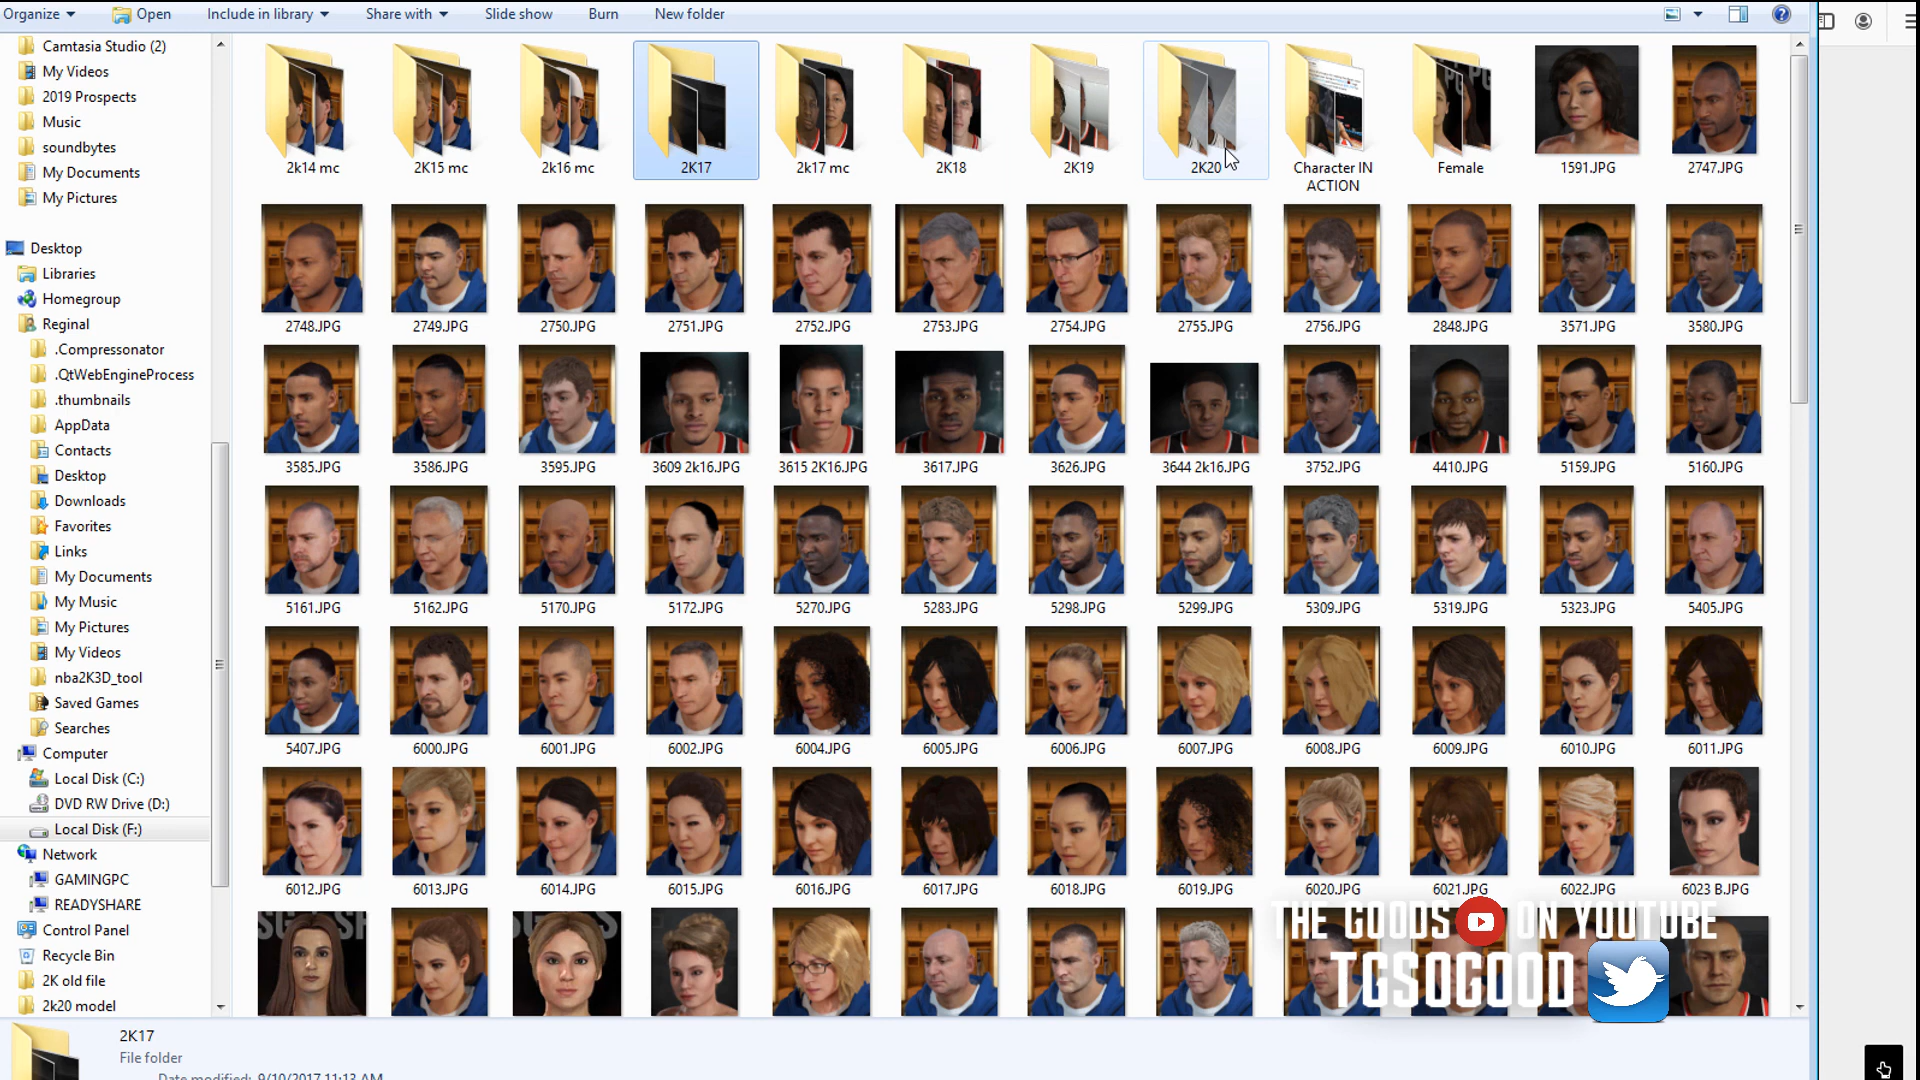 Organize Open Include in library Share with Slide show Burn New folder
Camtasia Studio (2)
My Videos
2019 Prospects
Music
soundbytes
My Documents
My Pictures
Desktop
Libraries
Homegroup
Reginal
.Compressonator
.QtWebEngineProcess
.thumbnails
AppData
Contacts
Desktop
Downloads
Favorites
Links
My Documents
My Music
My Pictures
My Videos
nba2K3D_tool
Saved Games
Searches
Computer
Local Disk (C:)
DVD RW Drive (D:)
Local Disk (F:)
Network
GAMINGPC
READYSHARE
Control Panel
Recycle Bin
2K old file
2k20 model
2k14 mc 2K15 mc 2k16 mc 2K17 2k17 mc 2K18 2K19 2K20 Character IN ACTION Female 1591.JPG 2747.JPG
2748.JPG 2749.JPG 2750.JPG 2751.JPG 2752.JPG 2753.JPG 2754.JPG 2755.JPG 2756.JPG 2848.JPG 3571.JPG 3580.JPG
3585.JPG 3586.JPG 3595.JPG 3609 2k16.JPG 3615 2K16.JPG 3617.JPG 3626.JPG 3644 2k16.JPG 3752.JPG 4410.JPG 5159.JPG 5160.JPG
5161.JPG 5162.JPG 5170.JPG 5172.JPG 5270.JPG 5283.JPG 5298.JPG 5299.JPG 5309.JPG 5319.JPG 5323.JPG 5405.JPG
5407.JPG 6000.JPG 6001.JPG 6002.JPG 6004.JPG 6005.JPG 6006.JPG 6007.JPG 6008.JPG 6009.JPG 6010.JPG 6011.JPG
6012.JPG 6013.JPG 6014.JPG 6015.JPG 6016.JPG 6017.JPG 6018.JPG 6019.JPG 6020.JPG 6021.JPG 6022.JPG 6023 B.JPG
THE GOODS ON YOUTUBE
TGSOGOOD
2K17
File folder
Date modified: 9/10/2017 11:13 AM